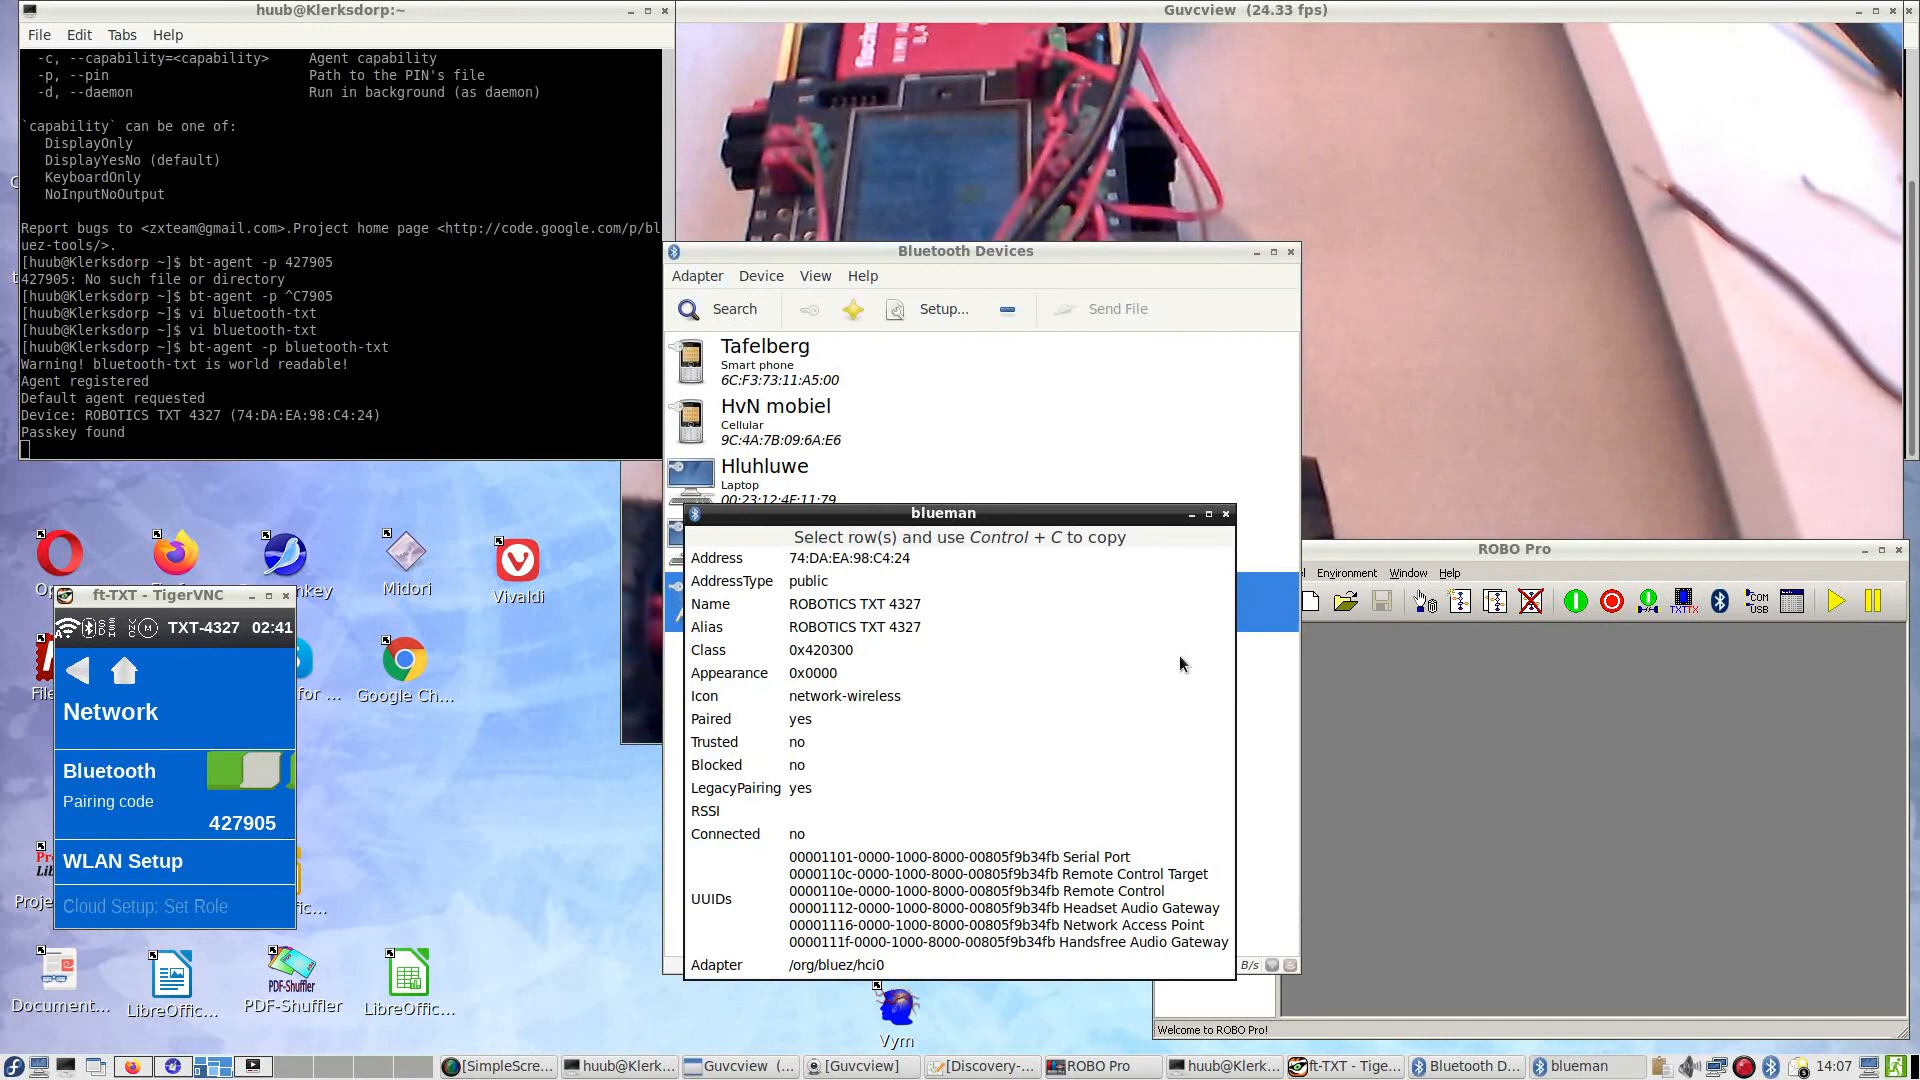 huub@Klerksdorp:~
File Edit Tabs Help
-c, --capability=<capability> Agent capability
-p, --pin Path to the PIN's file
-d, --daemon Run in background (as daemon)
`capability` can be one of:
DisplayOnly
DisplayYesNo (default)
KeyboardOnly
NoInputNoOutput
Report bugs to <zxteam@gmail.com>.Project home page <http://code.google.com/p/bl
uez-tools/>.
[huub@Klerksdorp ~]$ bt-agent -p 427905
427905: No such file or directory
[huub@Klerksdorp ~]$ bt-agent -p ^C7905
[huub@Klerksdorp ~]$ vi bluetooth-txt
[huub@Klerksdorp ~]$ vi bluetooth-txt
[huub@Klerksdorp ~]$ bt-agent -p bluetooth-txt
Warning! bluetooth-txt is world readable!
Agent registered
Default agent requested
Device: ROBOTICS TXT 4327 (74:DA:EA:98:C4:24)
Passkey found
Guvcview (24.33 fps)
Bluetooth Devices
Adapter Device View Help
Search Setup... Send File
Tafelberg
Smart phone
6C:F3:73:11:A5:00
HvN mobiel
Cellular
9C:4A:7B:09:6A:E6
Hluhluwe
Laptop
00:23:12:4F:11:79
blueman
Select row(s) and use Control + C to copy
Address 74:DA:EA:98:C4:24
AddressType public
Name ROBOTICS TXT 4327
Alias ROBOTICS TXT 4327
Class 0x420300
Appearance 0x0000
Icon network-wireless
Paired yes
Trusted no
Blocked no
LegacyPairing yes
RSSI
Connected no
UUIDs
00001101-0000-1000-8000-00805f9b34fb Serial Port
0000110c-0000-1000-8000-00805f9b34fb Remote Control Target
0000110e-0000-1000-8000-00805f9b34fb Remote Control
00001112-0000-1000-8000-00805f9b34fb Headset Audio Gateway
00001116-0000-1000-8000-00805f9b34fb Network Access Point
0000111f-0000-1000-8000-00805f9b34fb Handsfree Audio Gateway
Adapter /org/bluez/hci0
B/s
ROBO Pro
Environment Window Help
TXTTX
COM
USB
Welcome to ROBO Pro!
Midori
Vivaldi
Google Ch...
ft-TXT - TigerVNC
TXT-4327 02:41
Network
Bluetooth
Pairing code
427905
WLAN Setup
Cloud Setup: Set Role
Document...
LibreOffic...
PDF-Shuffler
PDF-Shuffler
LibreOffic...
Vym
[SimpleScre...
huub@Klerk...
Guvcview (...
[Guvcview]
[Discovery-...
ROBO Pro
huub@Klerk...
ft-TXT - Tige...
Bluetooth D...
blueman
14:07